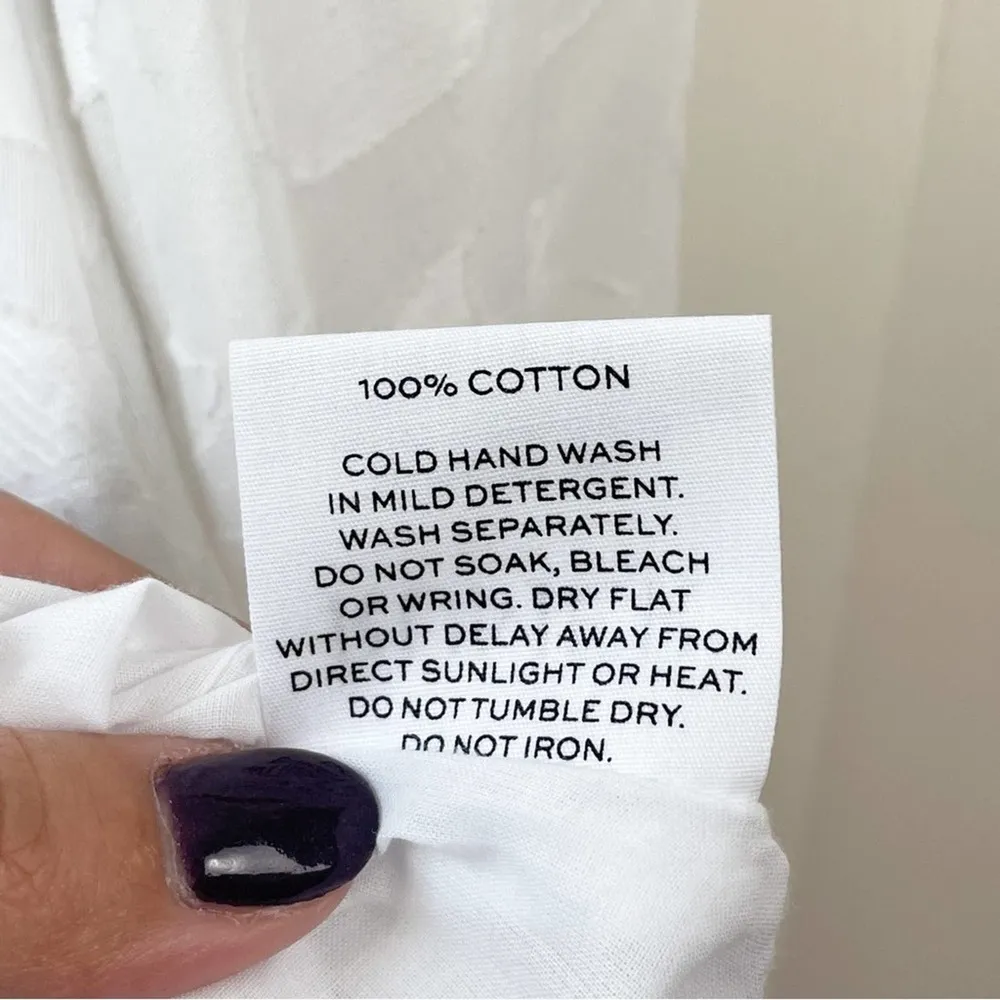 100% COTTON
COLD HAND WASH
IN MILD DETERGENT.
WASH SEPARATELY.
DO NOT SOAK, BLEACH
OR WRING. DRY FLAT
WITHOUT DELAY AWAY FROM
DIRECT SUNLIGHT OR HEAT.
DO NOT TUMBLE DRY.
DO NOT IRON.